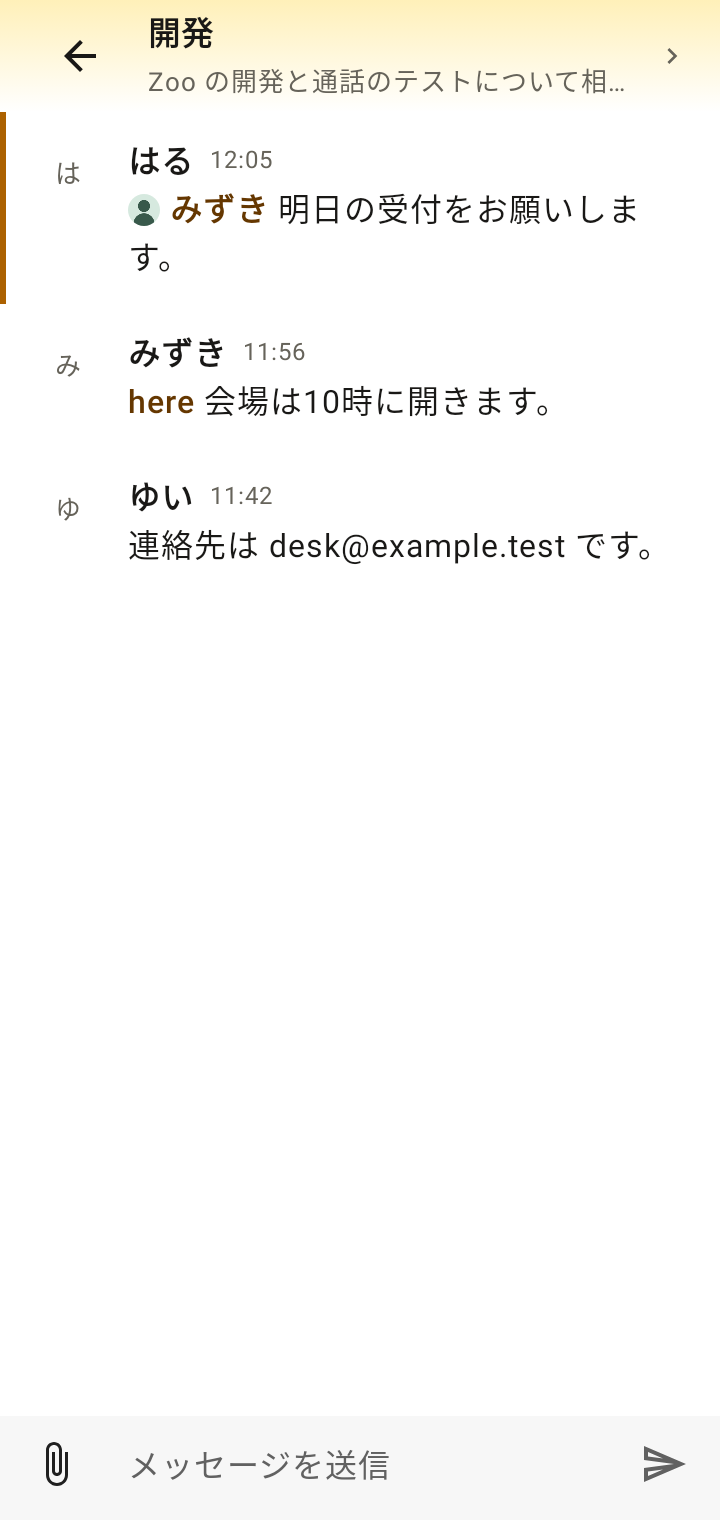 開発
Zoo の開発と通話のテストについて相…
は
はる 12:05
みずき 明日の受付をお願いしま
す。
み
みずき 11:56
here 会場は10時に開きます。
ゆ
ゆい 11:42
連絡先は desk@example.test です。
メッセージを送信